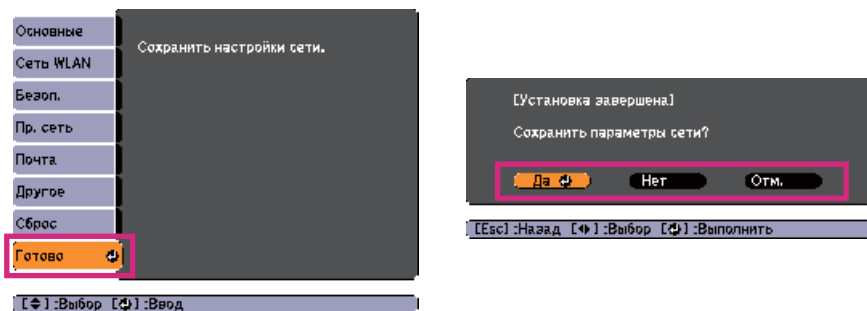 Основные
Сеть WLAN
Безоп.
Пр. сеть
Почта
Другое
Сброс
Готово
Сохранить настройки сети.
[ ]:Выбор [ ]:Ввод
[Установка завершена]
Сохранить параметры сети?
Да Нет Отм.
[Esc]:Назад [ ]:Выбор [ ]:Выполнить